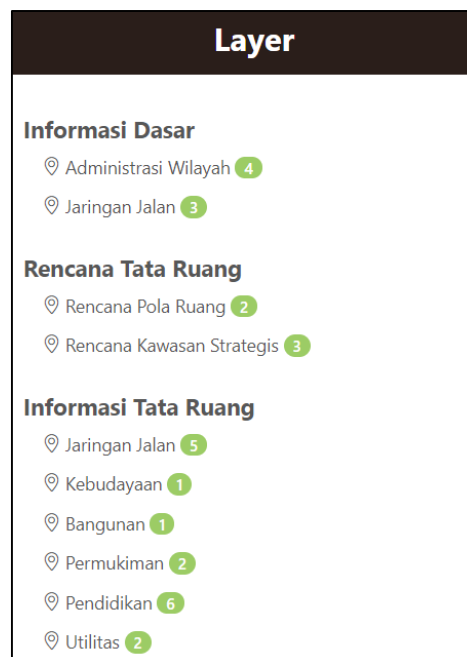 Layer
Informasi Dasar
Administrasi Wilayah 4
Jaringan Jalan 3
Rencana Tata Ruang
Rencana Pola Ruang 2
Rencana Kawasan Strategis 3
Informasi Tata Ruang
Jaringan Jalan 5
Kebudayaan 1
Bangunan 1
Permukiman 2
Pendidikan 6
Utilitas 2